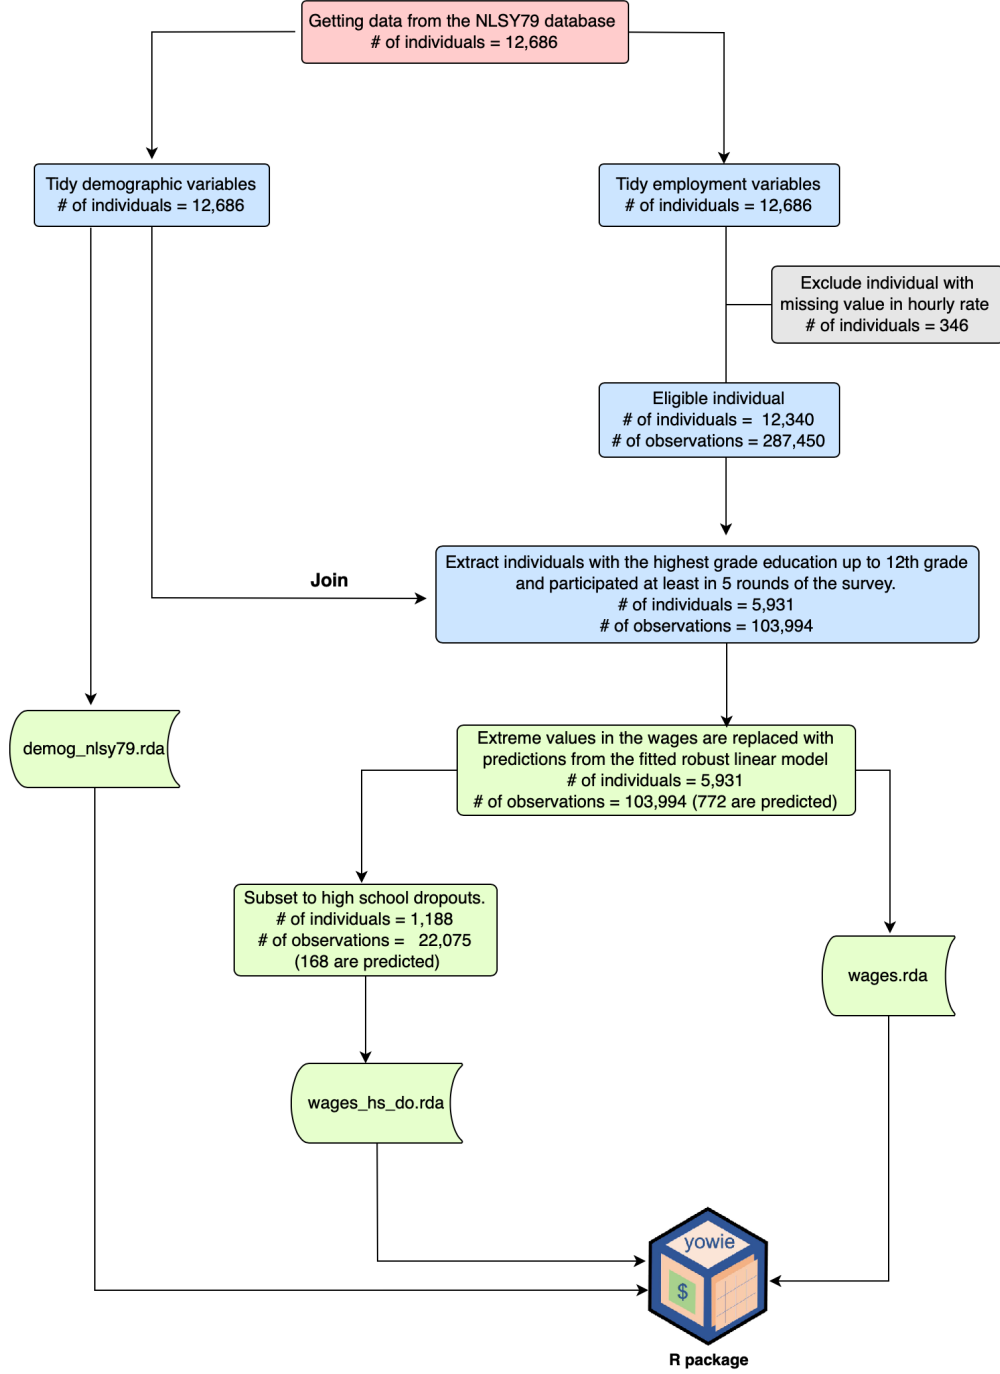 Getting data from the NLSY79 database
# of individuals = 12,686
Tidy demographic variables
# of individuals = 12,686
Tidy employment variables
# of individuals = 12,686
Exclude individual with
missing value in hourly rate
# of individuals = 346
Eligible individual
# of individuals = 12,340
# of observations = 287,450
Join
Extract individuals with the highest grade education up to 12th grade
and participated at least in 5 rounds of the survey.
# of individuals = 5,931
# of observations = 103,994
demog_nlsy79.rda
Extreme values in the wages are replaced with
predictions from the fitted robust linear model
# of individuals = 5,931
# of observations = 103,994 (772 are predicted)
Subset to high school dropouts.
# of individuals = 1,188
# of observations = 22,075
(168 are predicted)
wages.rda
wages_hs_do.rda
yowie
$
R package